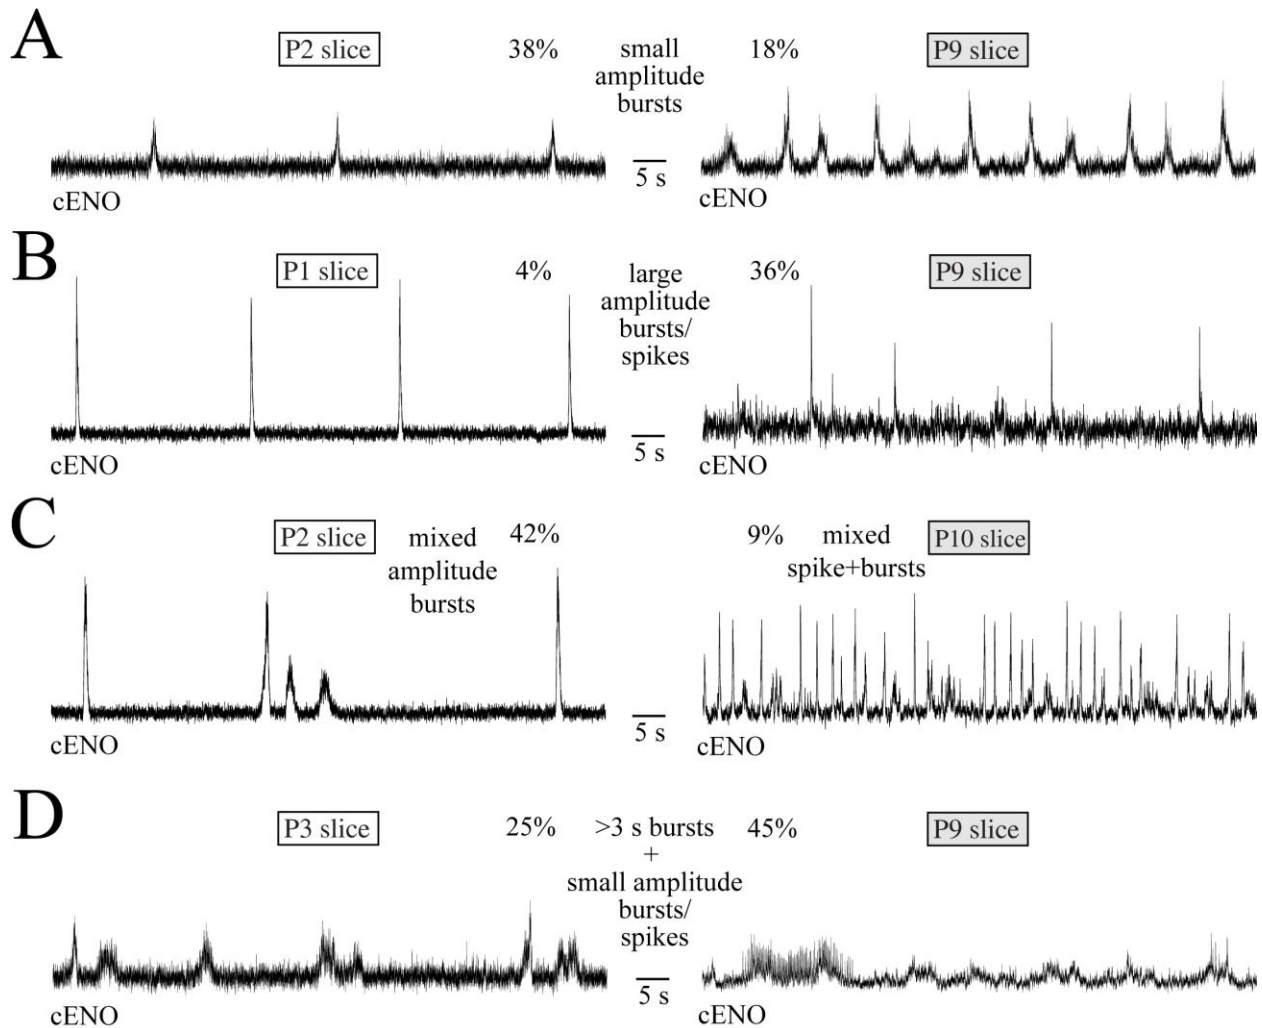 A
P2 slice
38%
small
amplitude
bursts
18%
P9 slice
cENO
5 s
cENO
B
P1 slice
4%
large
amplitude
bursts/
spikes
36%
P9 slice
cENO
5 s
cENO
C
P2 slice
mixed
amplitude
bursts
42%
9%
mixed
spike+bursts
P10 slice
cENO
5 s
cENO
D
P3 slice
25%
>3 s bursts
+
small amplitude
bursts/
spikes
45%
P9 slice
cENO
5 s
cENO